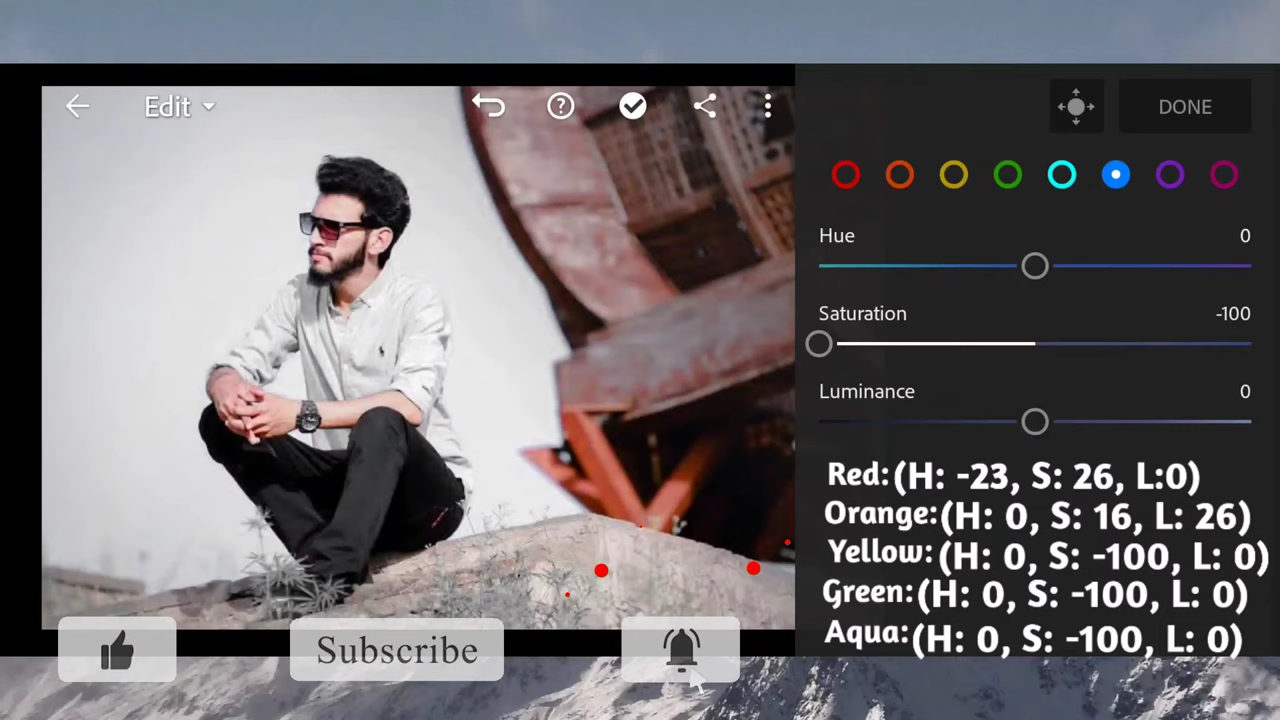 Edit
DONE
Hue 0
Saturation -100
Luminance 0
Red:(H: -23, S: 26, L:0)
Orange:(H: 0, S: 16, L: 26)
Yellow: (H: 0, S: -100, L: 0)
Green:(H: 0, S: -100, L: 0)
Aqua:(H: 0, S: -100, L: 0)
Subscribe